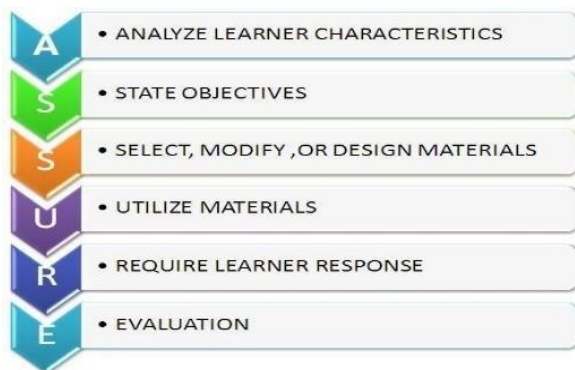 A • ANALYZE LEARNER CHARACTERISTICS
S • STATE OBJECTIVES
S • SELECT, MODIFY ,OR DESIGN MATERIALS
U • UTILIZE MATERIALS
R • REQUIRE LEARNER RESPONSE
E • EVALUATION